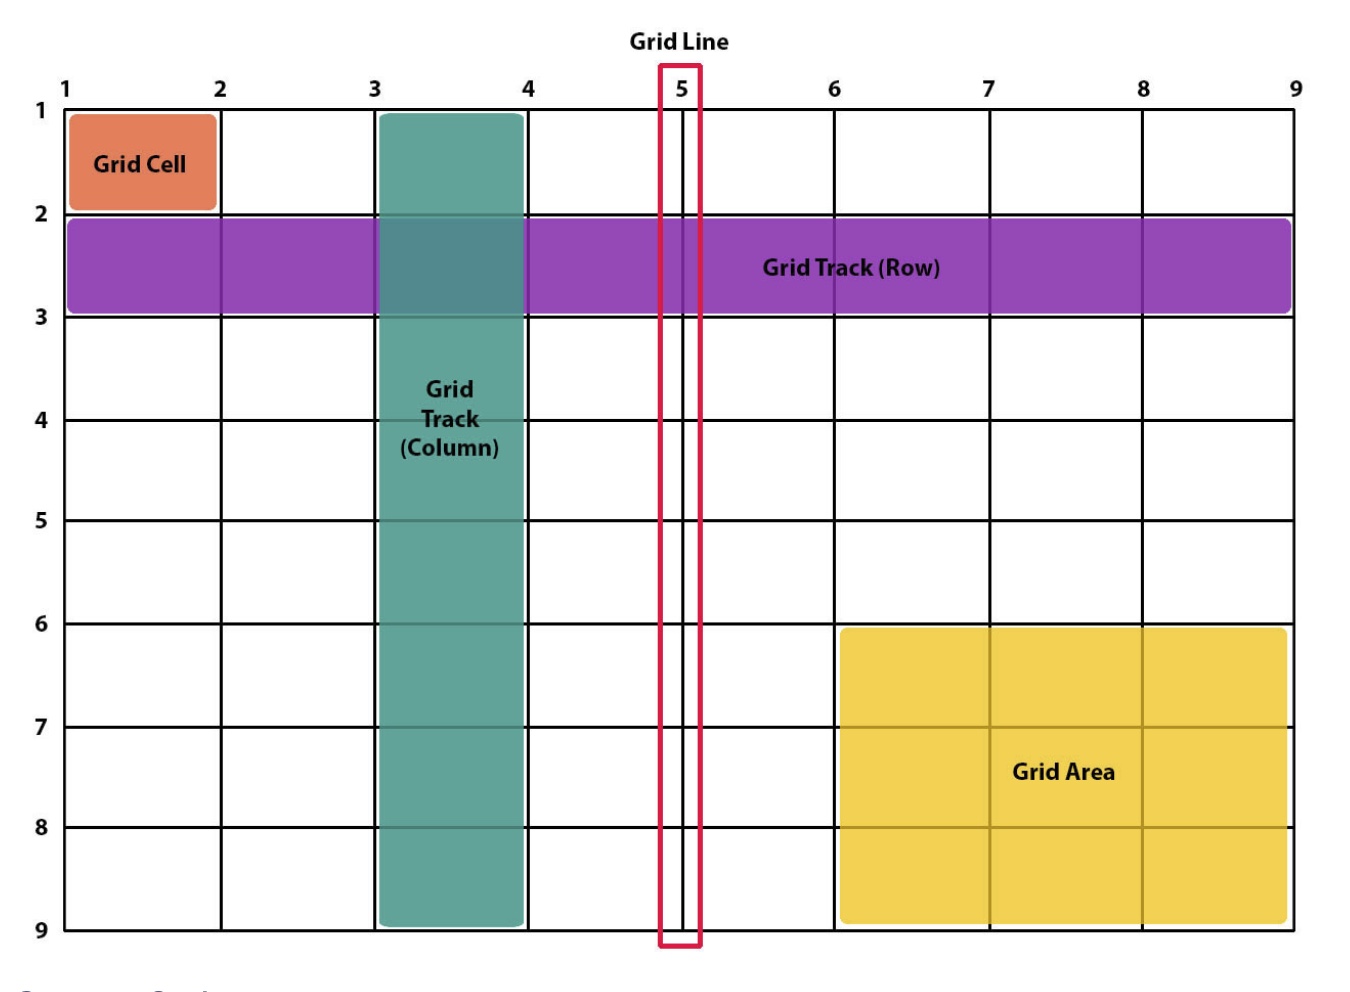 Grid Line
1 2 3 4 5 6 7 8 9
1
Grid Cell
2
Grid Track (Row)
3
Grid
Track
(Column)
4
5
6
7
Grid Area
8
9